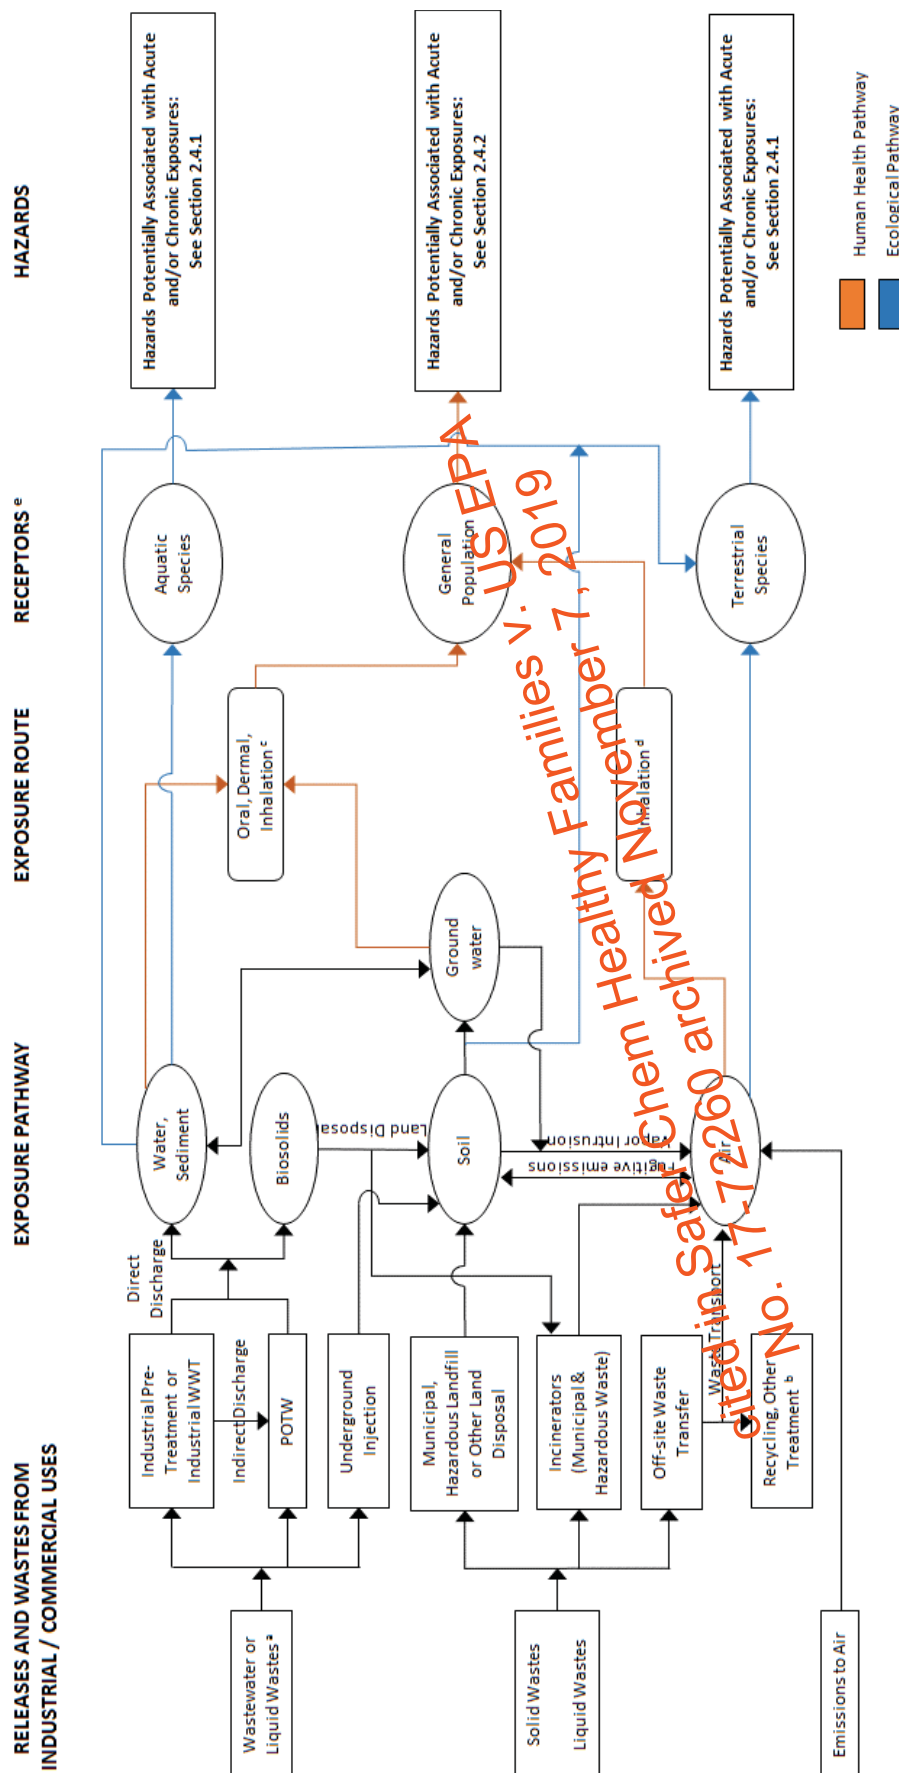 RELEASES AND WASTES FROM
INDUSTRIAL / COMMERCIAL USES
EXPOSURE PATHWAY
EXPOSURE ROUTE
RECEPTORS e
HAZARDS
Wastewater or
Liquid Wastes a
Solid Wastes
Liquid Wastes
Emissions to Air
Industrial Pre-
Treatment or
Industrial WWT
Indirect Discharge
POTW
Underground
Injection
Municipal,
Hazardous Landfill
or Other Land
Disposal
Incinerators
(Municipal &
Hazardous Waste)
Off-site Waste
Transfer
Recycling, Other
Treatment b
Direct
Discharge
Waste Transport
Water,
Sediment
Biosolids
Land Disposal
Soil
Ground
water
Vapor Intrusion
Fugitive emissions
Air
Oral, Dermal,
Inhalation c
Inhalation d
Aquatic
Species
General
Population
Terrestrial
Species
Hazards Potentially Associated with Acute
and/or Chronic Exposures:
See Section 2.4.1
Hazards Potentially Associated with Acute
and/or Chronic Exposures:
See Section 2.4.2
Hazards Potentially Associated with Acute
and/or Chronic Exposures:
See Section 2.4.1
Human Health Pathway
Ecological Pathway
cited in Safer Chem Healthy Families v. US EPA
No. 17-72260 archived November 7, 2019